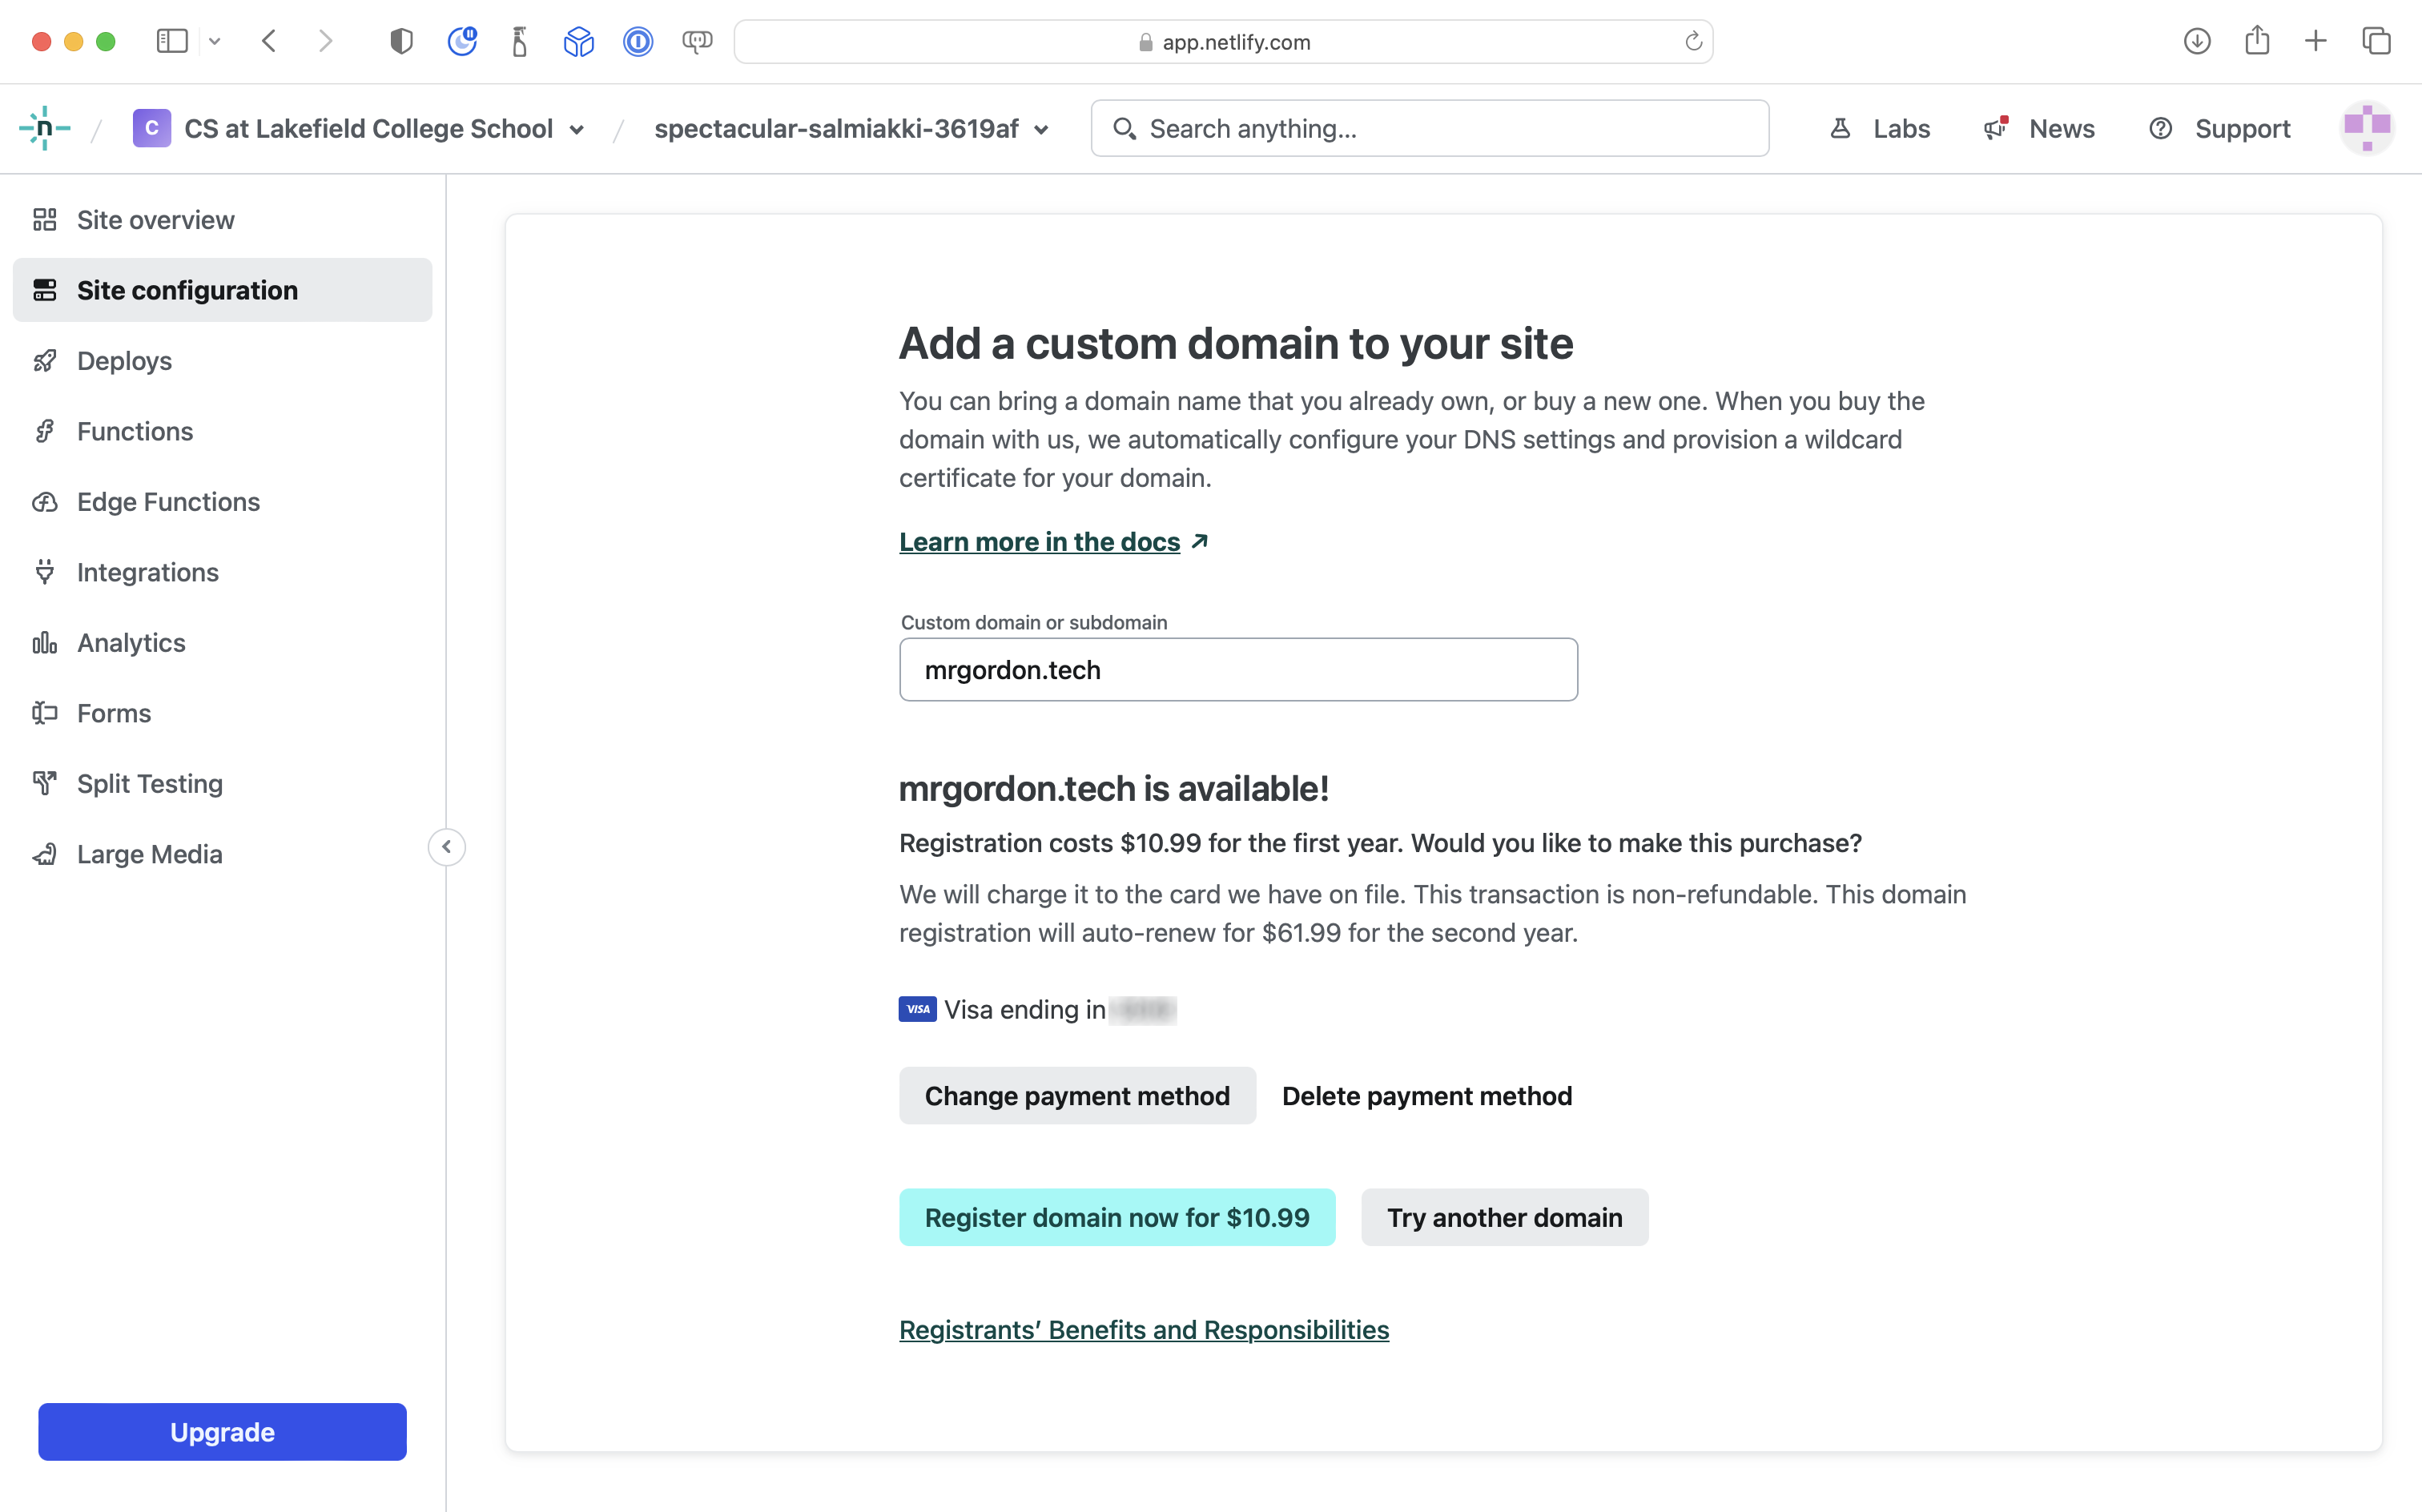 app.netlify.com
n
C
CS at Lakefield College School
spectacular-salmiakki-3619af
Search anything...
Labs
News
Support
Site overview
Site configuration
Deploys
Functions
Edge Functions
Integrations
Analytics
Forms
Split Testing
Large Media
Upgrade
Add a custom domain to your site
You can bring a domain name that you already own, or buy a new one. When you buy the
domain with us, we automatically configure your DNS settings and provision a wildcard
certificate for your domain.
Learn more in the docs
Custom domain or subdomain
mrgordon.tech
mrgordon.tech is available!
Registration costs $10.99 for the first year. Would you like to make this purchase?
We will charge it to the card we have on file. This transaction is non-refundable. This domain
registration will auto-renew for $61.99 for the second year.
VISA Visa ending in
Change payment method
Delete payment method
Register domain now for $10.99
Try another domain
Registrants’ Benefits and Responsibilities